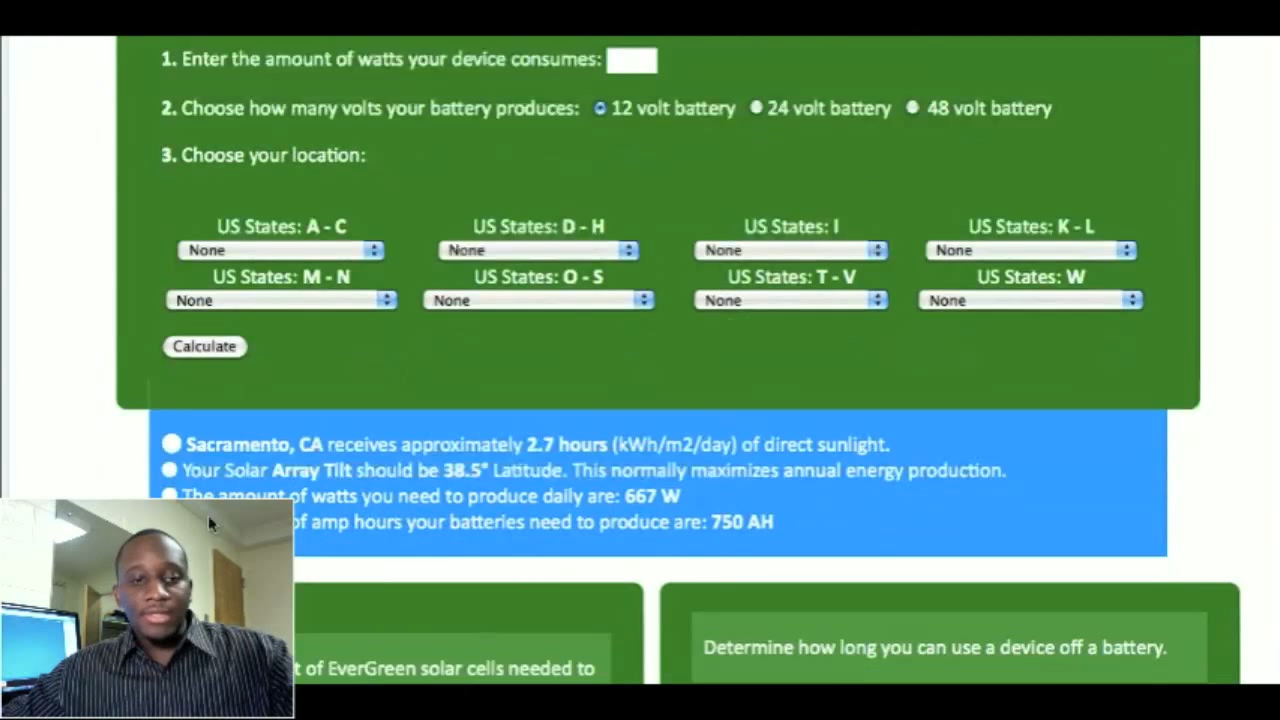 1. Enter the amount of watts your device consumes:
2. Choose how many volts your battery produces: 12 volt battery 24 volt battery 48 volt battery
3. Choose your location:
US States: A - C US States: D - H US States: I US States: K - L
None None None None
US States: M - N US States: O - S US States: T - V US States: W
None None None None
Calculate
Sacramento, CA receives approximately 2.7 hours (kWh/m2/day) of direct sunlight.
Your Solar Array Tilt should be 38.5° Latitude. This normally maximizes annual energy production.
The amount of watts you need to produce daily are: 667 W
of amp hours your batteries need to produce are: 750 AH
Determine how long you can use a device off a battery.
of EverGreen solar cells needed to